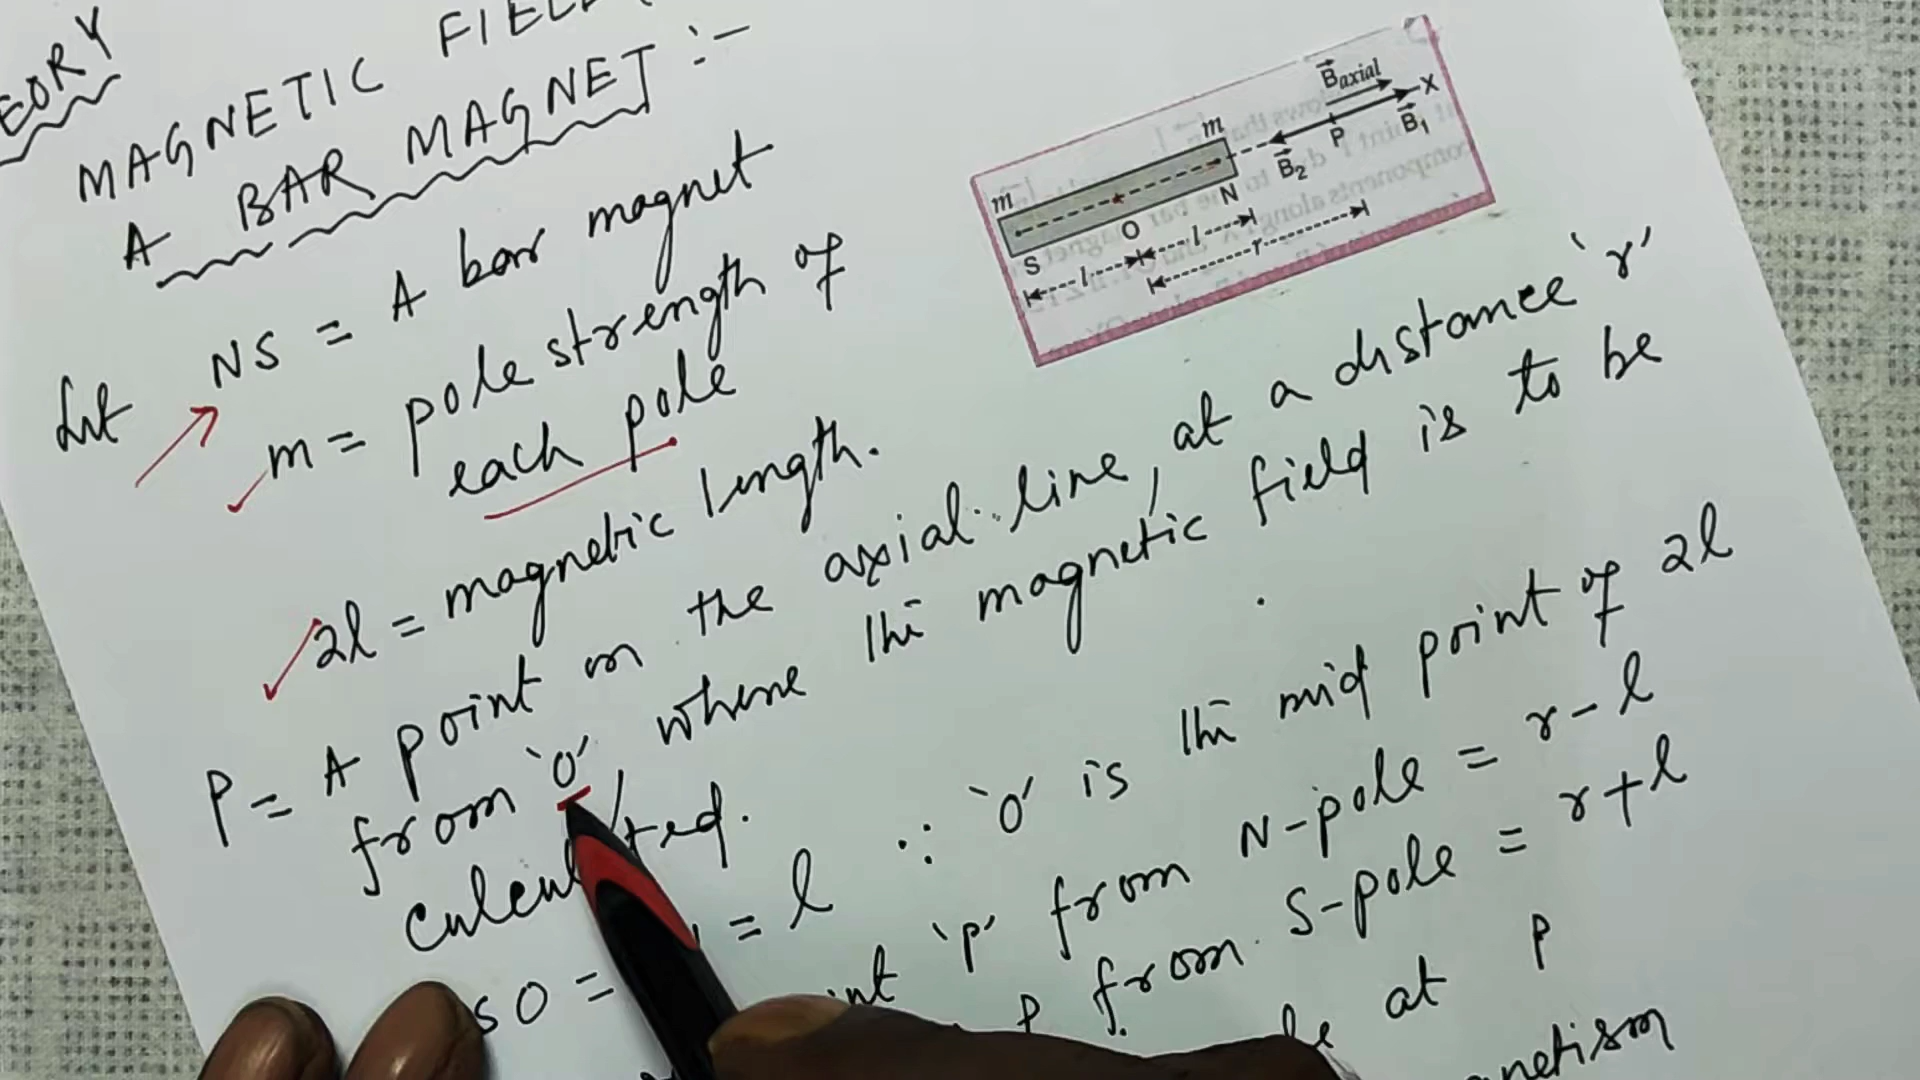 EORY
MAGNETIC FIEL
A BAR MAGNET :-
Let NS = A bar magnet
m = pole strength of
each pole
2l = magnetic length.
P = A point on the axial line, at a distance 'r'
from 'O' where the magnetic field is to be
ted.
= l ∵ 'O' is the mid point of 2l
SO =
'P' from N-pole = r-l
P from S-pole = r+l
at P
netism
m
m
S
O
N
B⃗axial
X
P
B⃗1
B⃗2
l
l
r